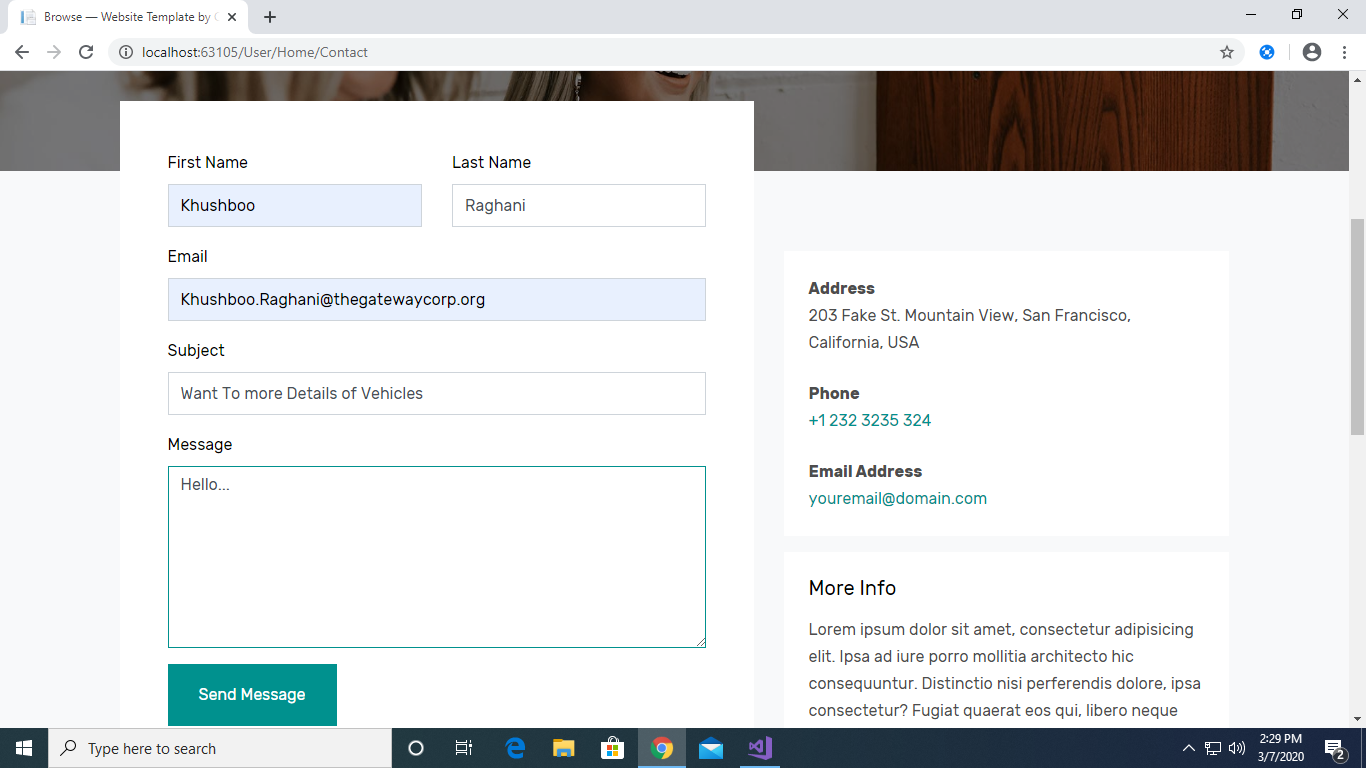 Browse — Website Template by
localhost:63105/User/Home/Contact
First Name
Last Name
Khushboo
Raghani
Email
Khushboo.Raghani@thegatewaycorp.org
Subject
Want To more Details of Vehicles
Message
Hello...
Send Message
Address
203 Fake St. Mountain View, San Francisco,
California, USA
Phone
+1 232 3235 324
Email Address
youremail@domain.com
More Info
Lorem ipsum dolor sit amet, consectetur adipisicing
elit. Ipsa ad iure porro mollitia architecto hic
consequuntur. Distinctio nisi perferendis dolore, ipsa
consectetur? Fugiat quaerat eos qui, libero neque
Type here to search
2:29 PM
3/7/2020
2